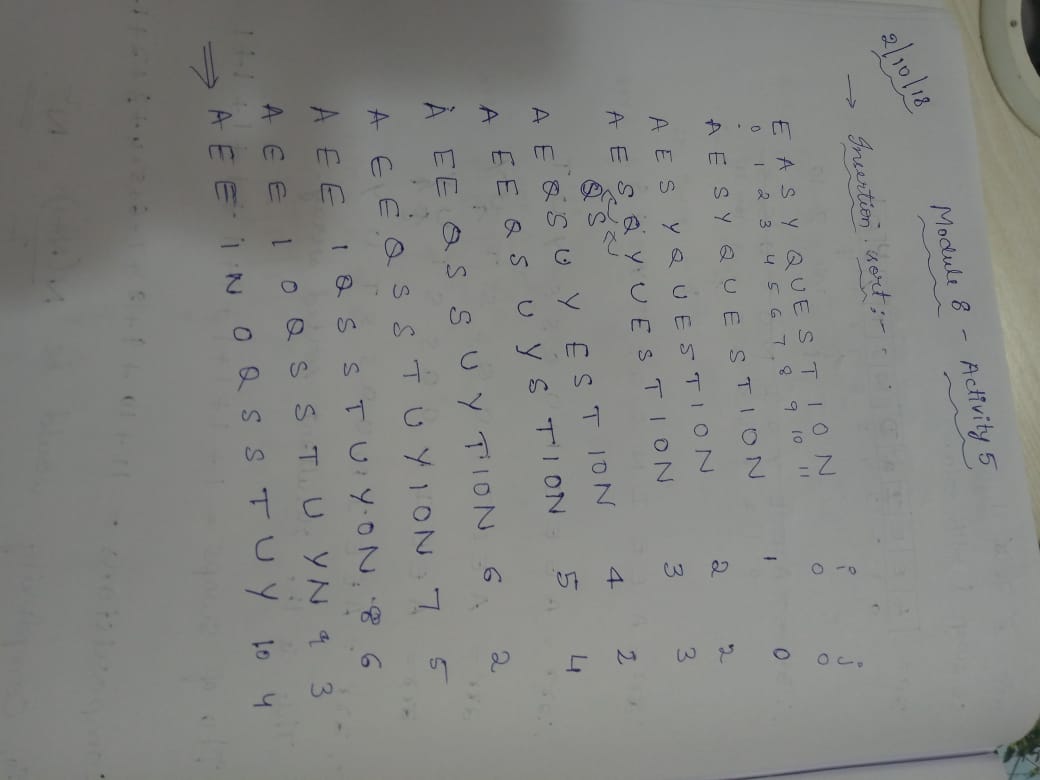 2/10/18
Module 8 - Activity 5
→ Insertion sort :-
i j
E A S Y Q U E S T I O N 0 0
0 1 2 3 4 5 6 7 8 9 10 11
A E S Y Q U E S T I O N 1 0
A E S Y Q U E S T I O N 2 2
A E S Q Y U E S T I O N 3 3
Q S
A E Q S U Y E S T I O N 4 2
A E E Q S U Y S T I O N 5 4
A E E Q S S U Y T I O N 6 2
A E E Q S S T U Y I O N 7 5
A E E I Q S S T U Y O N 8 6
A E E I O Q S S T U Y N 9 3
⇒ A E E i N O Q S S T U Y 10 4